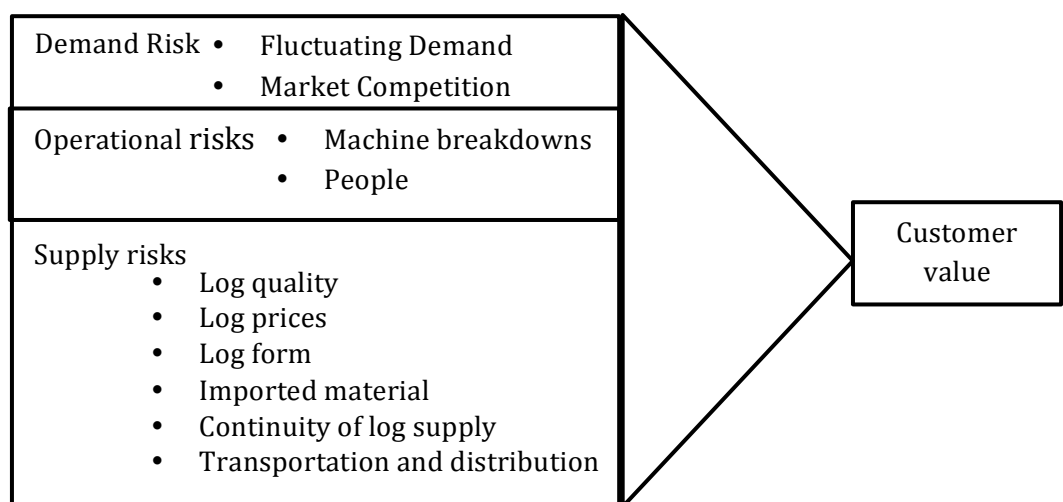 Demand Risk • Fluctuating Demand
• Market Competition
Operational risks • Machine breakdowns
• People
Supply risks
• Log quality
• Log prices
• Log form
• Imported material
• Continuity of log supply
• Transportation and distribution
Customer
value